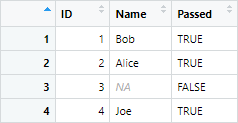 ID Name Passed
1 1 Bob TRUE
2 2 Alice TRUE
3 3 NA FALSE
4 4 Joe TRUE